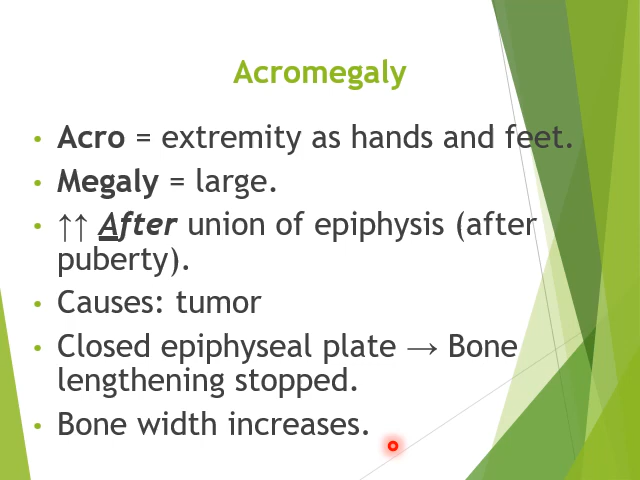 Acromegaly
• Acro = extremity as hands and feet.
• Megaly = large.
• ↑↑ After union of epiphysis (after
puberty).
• Causes: tumor
• Closed epiphyseal plate → Bone
lengthening stopped.
• Bone width increases.